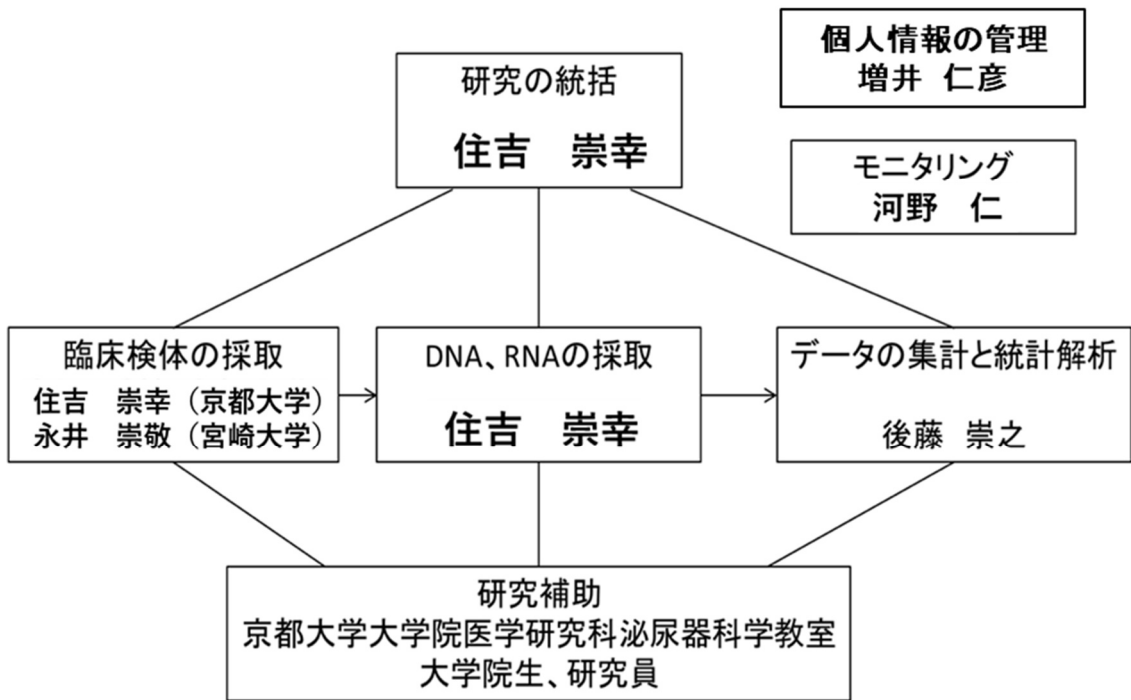 個人情報の管理
増井 仁彦
研究の統括
住吉 崇幸
モニタリング
河野 仁
臨床検体の採取
住吉 崇幸（京都大学）
永井 崇敬（宮崎大学）
DNA、RNAの採取
住吉 崇幸
データの集計と統計解析
後藤 崇之
研究補助
京都大学大学院医学研究科泌尿器科学教室
大学院生、研究員